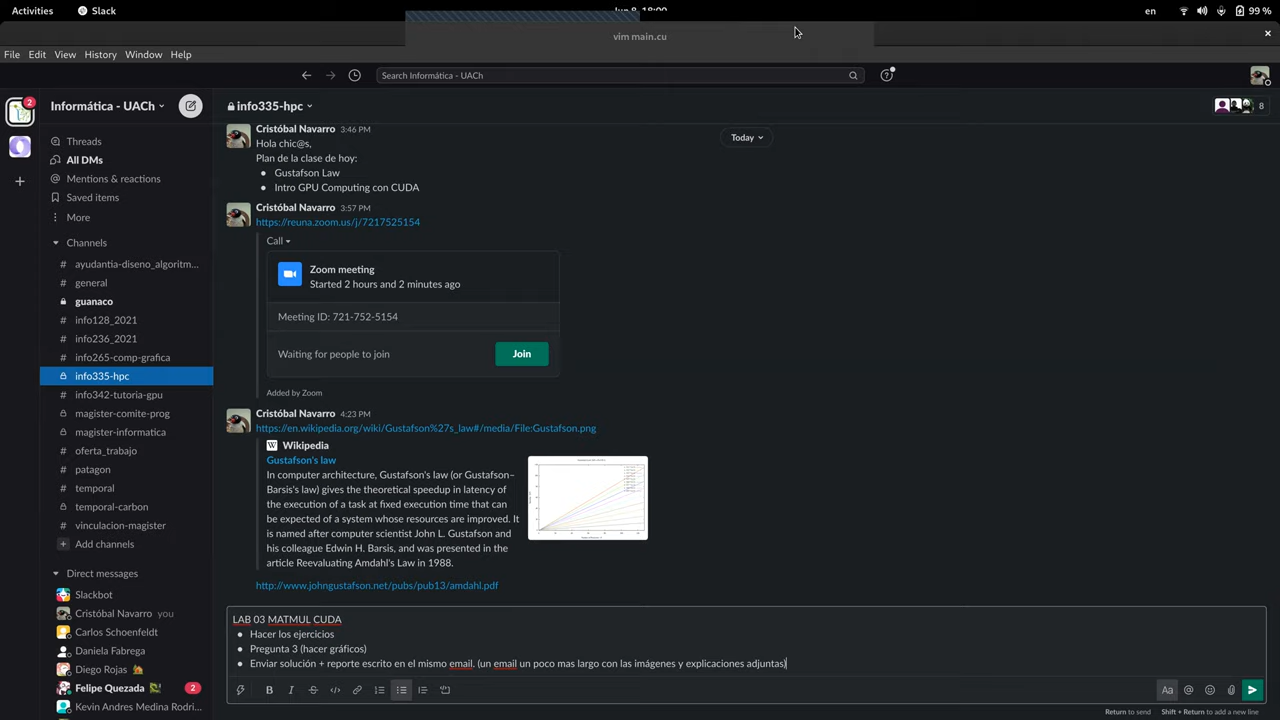 Activities
Slack
en
99 %
vim main.cu
File Edit View History Window Help
Search Informática - UACh
2
Informática - UACh
Threads
All DMs
Mentions & reactions
Saved items
More
Channels
# ayudantia-diseno_algoritm...
# general
guanaco
# info128_2021
# info236_2021
# info265-comp-grafica
info335-hpc
# info342-tutoria-gpu
magister-comite-prog
magister-informatica
# oferta_trabajo
# patagon
# temporal
temporal-carbon
# vinculacion-magister
Add channels
Direct messages
Slackbot
Cristóbal Navarro you
Carlos Schoenfeldt
Daniela Fabrega
Diego Rojas
Felipe Quezada 2
Kevin Andres Medina Rodri...
info335-hpc
8
Today
Cristóbal Navarro 3:46 PM
Hola chic@s,
Plan de la clase de hoy:
• Gustafson Law
• Intro GPU Computing con CUDA
Cristóbal Navarro 3:57 PM
https://reuna.zoom.us/j/7217525154
Call
Zoom meeting
Started 2 hours and 2 minutes ago
Meeting ID: 721-752-5154
Waiting for people to join
Join
Added by Zoom
Cristóbal Navarro 4:23 PM
https://en.wikipedia.org/wiki/Gustafson%27s_law#/media/File:Gustafson.png
W Wikipedia
Gustafson's law
In computer architecture, Gustafson's law (or Gustafson–
Barsis's law) gives the theoretical speedup in latency of
the execution of a task at fixed execution time that can
be expected of a system whose resources are improved. It
is named after computer scientist John L. Gustafson and
his colleague Edwin H. Barsis, and was presented in the
article Reevaluating Amdahl's Law in 1988.
http://www.johngustafson.net/pubs/pub13/amdahl.pdf
LAB 03 MATMUL CUDA
• Hacer los ejercicios
• Pregunta 3 (hacer gráficos)
• Enviar solución + reporte escrito en el mismo email. (un email un poco mas largo con las imágenes y explicaciones adjuntas)
Aa
Return to send Shift + Return to add a new line